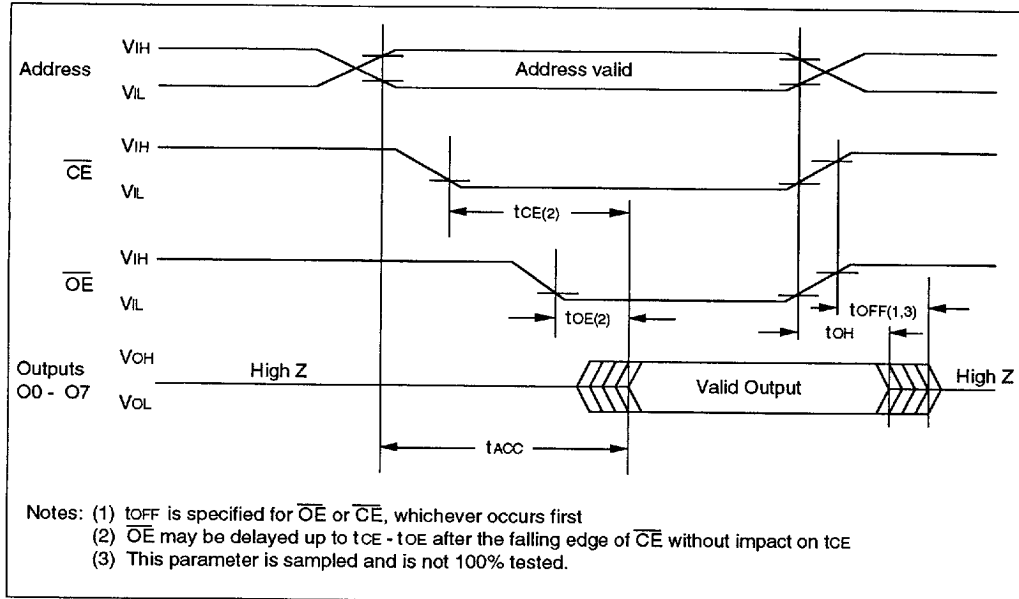 VIH
Address
Address valid
VIL
VIH
CE
VIL
tCE(2)
VIH
OE
VIL
tOE(2)
tOFF(1,3)
tOH
VOH
Outputs
O0 - O7
High Z
Valid Output
High Z
VOL
tACC
Notes: (1) tOFF is specified for OE or CE, whichever occurs first
(2) OE may be delayed up to tCE - tOE after the falling edge of CE without impact on tCE
(3) This parameter is sampled and is not 100% tested.